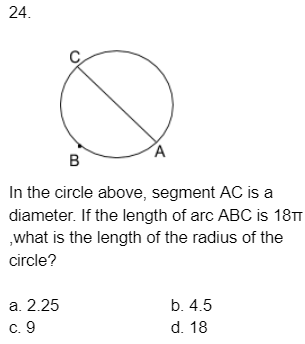 24.
C
A
B
In the circle above, segment AC is a
diameter. If the length of arc ABC is 18π
,what is the length of the radius of the
circle?
a. 2.25 b. 4.5
c. 9 d. 18